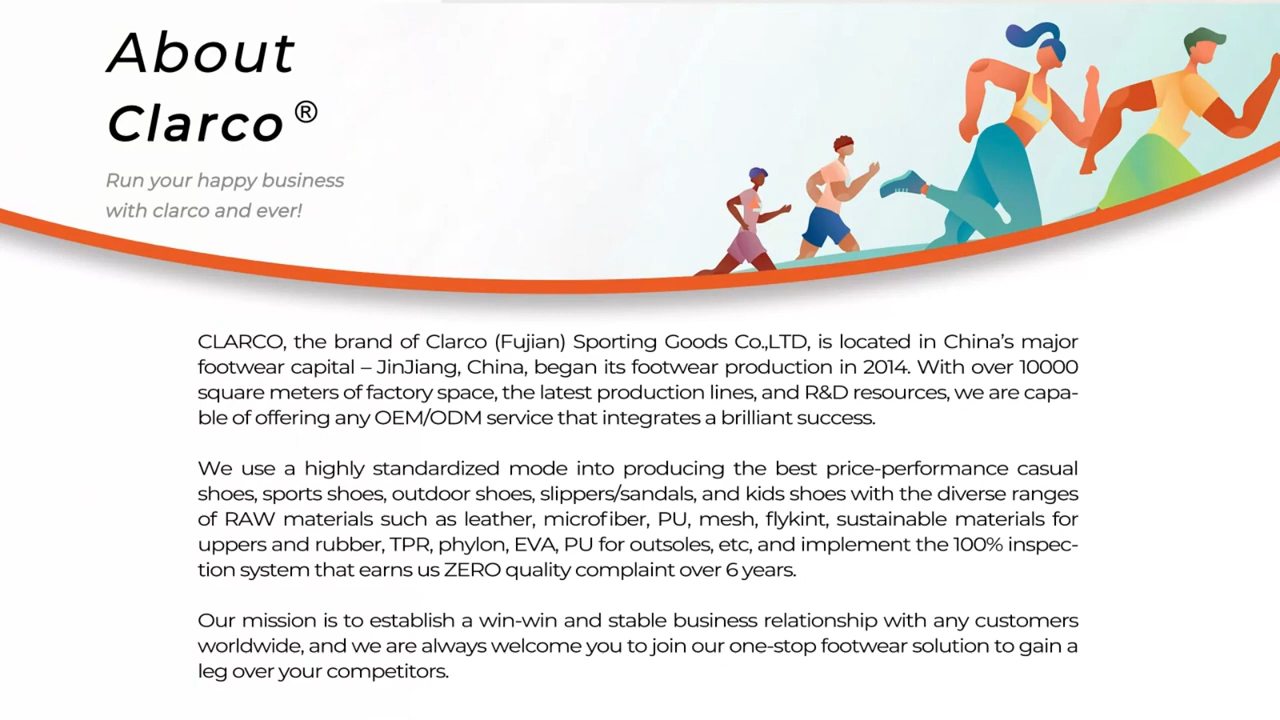 About
Clarco ®
Run your happy business
with clarco and ever!
CLARCO, the brand of Clarco (Fujian) Sporting Goods Co.,LTD, is located in China’s major
footwear capital – JinJiang, China, began its footwear production in 2014. With over 10000
square meters of factory space, the latest production lines, and R&D resources, we are capa-
ble of offering any OEM/ODM service that integrates a brilliant success.
We use a highly standardized mode into producing the best price-performance casual
shoes, sports shoes, outdoor shoes, slippers/sandals, and kids shoes with the diverse ranges
of RAW materials such as leather, microfiber, PU, mesh, flykint, sustainable materials for
uppers and rubber, TPR, phylon, EVA, PU for outsoles, etc, and implement the 100% inspec-
tion system that earns us ZERO quality complaint over 6 years.
Our mission is to establish a win-win and stable business relationship with any customers
worldwide, and we are always welcome you to join our one-stop footwear solution to gain a
leg over your competitors.